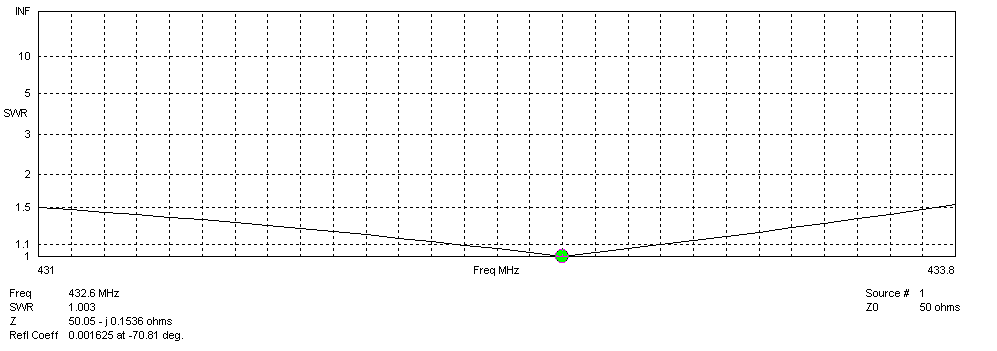 INF
10
5
SWR
3
2
1.5
1.1
1
431 Freq MHz 433.8
Freq 432.6 MHz Source # 1
SWR 1.003 Z0 50 ohms
Z 50.05 - j 0.1536 ohms
Refl Coeff 0.001625 at -70.81 deg.